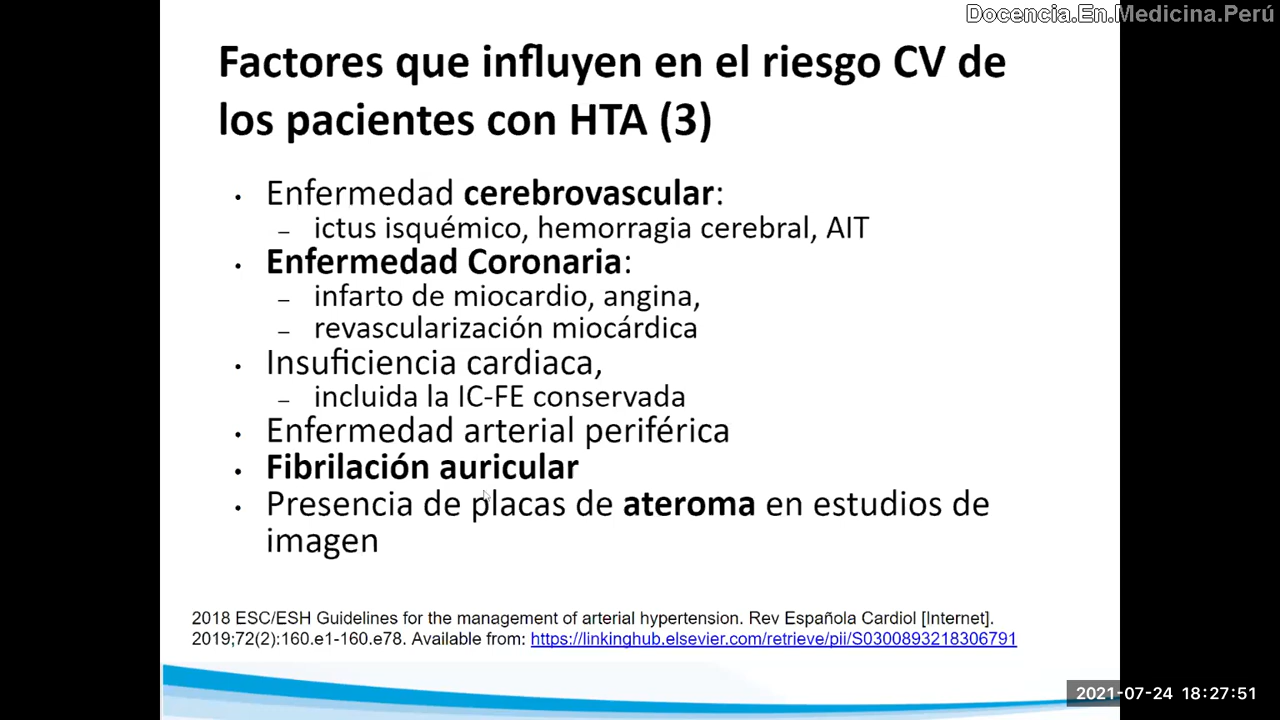 Docencia.En.Medicina.Perú
Factores que influyen en el riesgo CV de
los pacientes con HTA (3)
• Enfermedad cerebrovascular:
– ictus isquémico, hemorragia cerebral, AIT
• Enfermedad Coronaria:
– infarto de miocardio, angina,
– revascularización miocárdica
• Insuficiencia cardiaca,
– incluida la IC-FE conservada
• Enfermedad arterial periférica
• Fibrilación auricular
• Presencia de placas de ateroma en estudios de
imagen
2018 ESC/ESH Guidelines for the management of arterial hypertension. Rev Española Cardiol [Internet].
2019;72(2):160.e1-160.e78. Available from: https://linkinghub.elsevier.com/retrieve/pii/S0300893218306791
2021-07-24 18:27:51